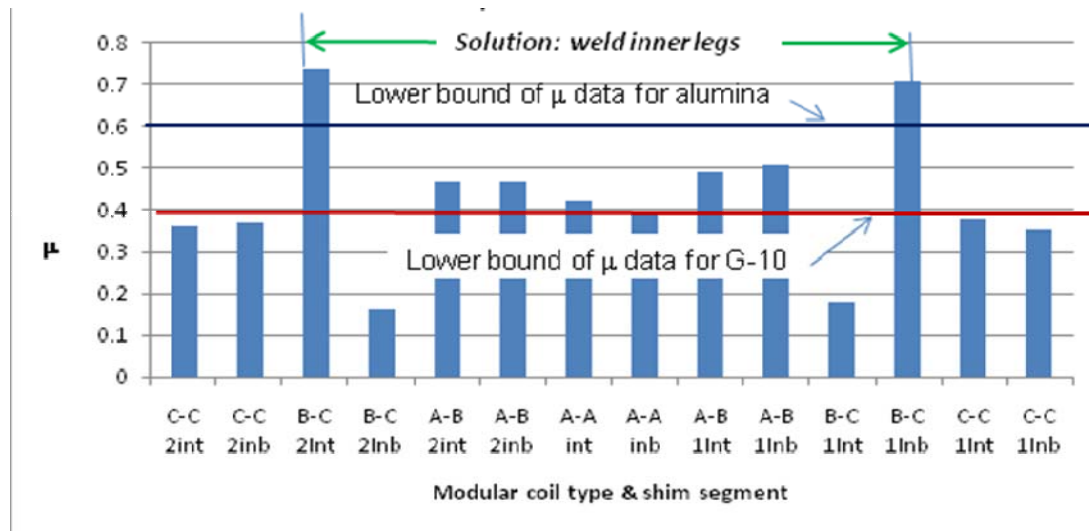 Solution: weld inner legs
Lower bound of μ data for alumina
Lower bound of μ data for G-10
μ
0.8
0.7
0.6
0.5
0.4
0.3
0.2
0.1
0
C-C C-C B-C B-C A-B A-B A-A A-A A-B A-B B-C B-C C-C C-C
2int 2inb 2Int 2Inb 2int 2inb int inb 1Int 1Inb 1Int 1Inb 1Int 1Inb
Modular coil type & shim segment